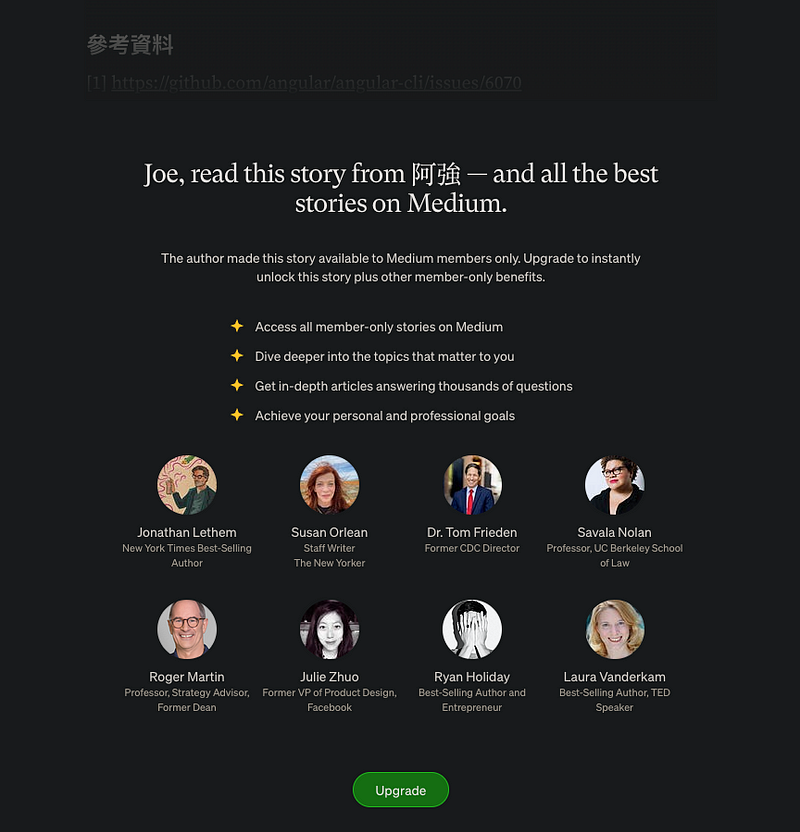 參考資料
[1] https://github.com/angular/angular-cli/issues/6070
Joe, read this story from 阿強 — and all the best
stories on Medium.
The author made this story available to Medium members only. Upgrade to instantly
unlock this story plus other member-only benefits.
Access all member-only stories on Medium
Dive deeper into the topics that matter to you
Get in-depth articles answering thousands of questions
Achieve your personal and professional goals
Jonathan Lethem
New York Times Best-Selling
Author
Susan Orlean
Staff Writer
The New Yorker
Dr. Tom Frieden
Former CDC Director
Savala Nolan
Professor, UC Berkeley School
of Law
Roger Martin
Professor, Strategy Advisor,
Former Dean
Julie Zhuo
Former VP of Product Design,
Facebook
Ryan Holiday
Best-Selling Author and
Entrepreneur
Laura Vanderkam
Best-Selling Author, TED
Speaker
Upgrade